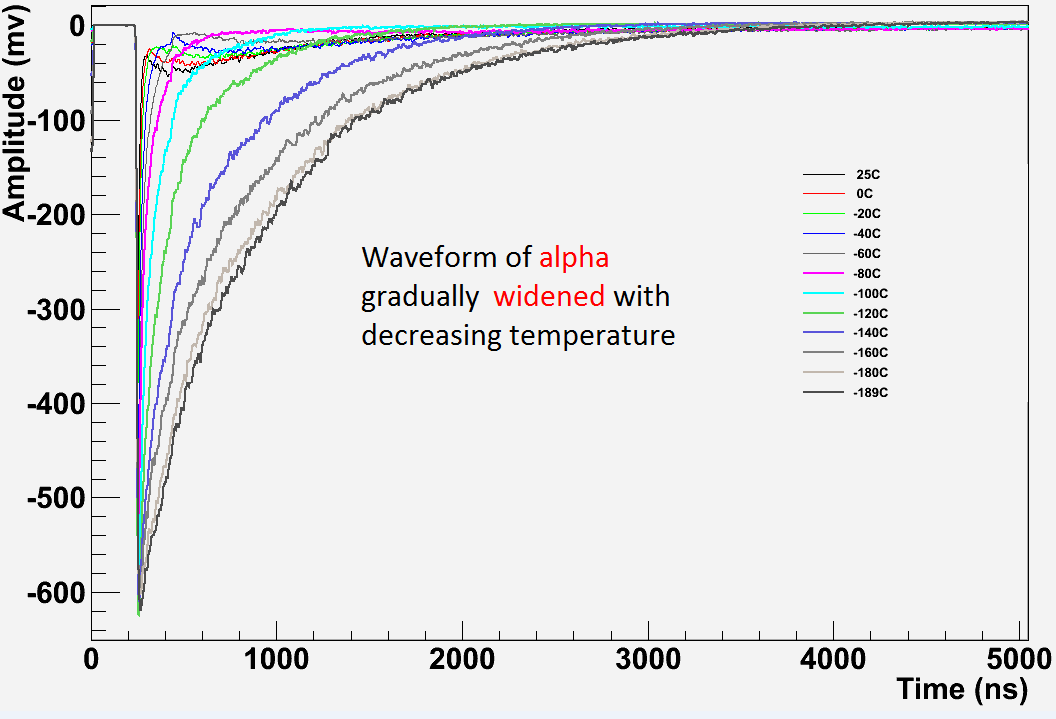 Amplitude (mv)
0
-100
-200
-300
-400
-500
-600
25C
0C
-20C
-40C
-60C
-80C
-100C
-120C
-140C
-160C
-180C
-189C
Waveform of alpha
gradually widened with
decreasing temperature
0 1000 2000 3000 4000 5000
Time (ns)